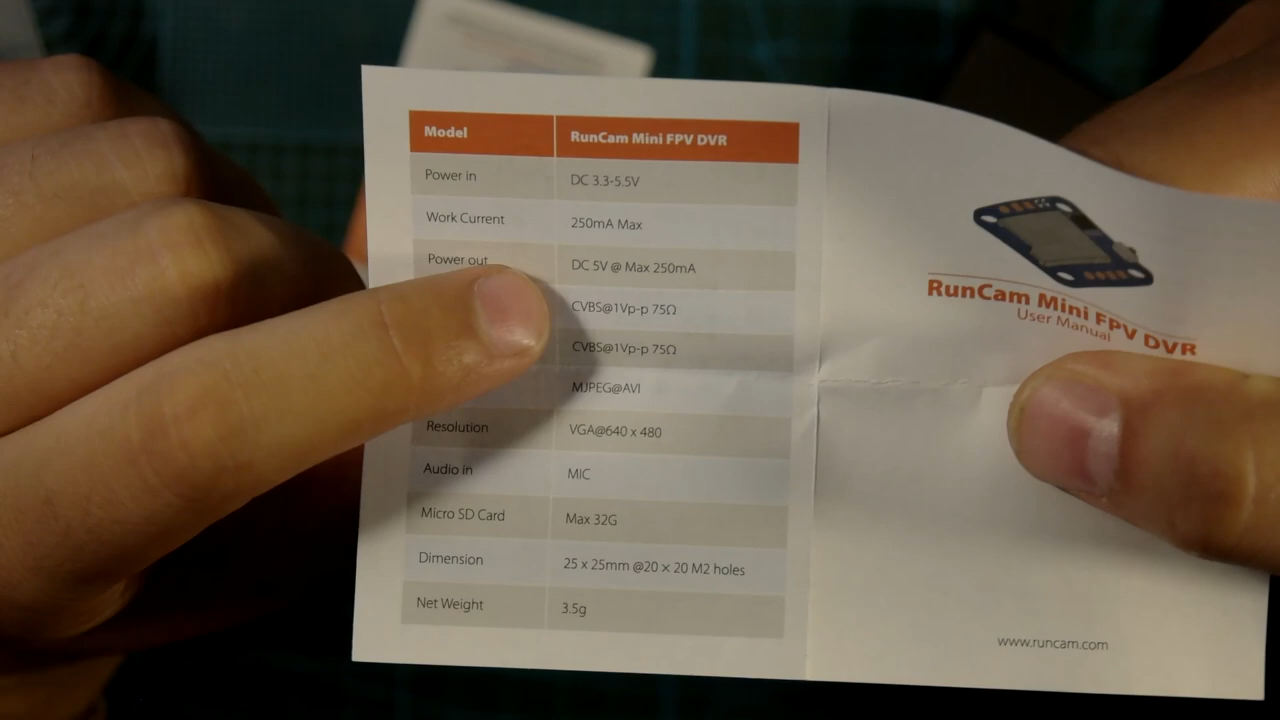 Model RunCam Mini FPV DVR
Power in DC 3.3-5.5V
Work Current 250mA Max
Power out DC 5V @ Max 250mA
CVBS@1Vp-p 75Ω
CVBS@1Vp-p 75Ω
MJPEG@AVI
Resolution VGA@640 x 480
Audio in MIC
Micro SD Card Max 32G
Dimension 25 x 25mm @20 × 20 M2 holes
Net Weight 3.5g
RunCam Mini FPV DVR
User Manual
www.runcam.com